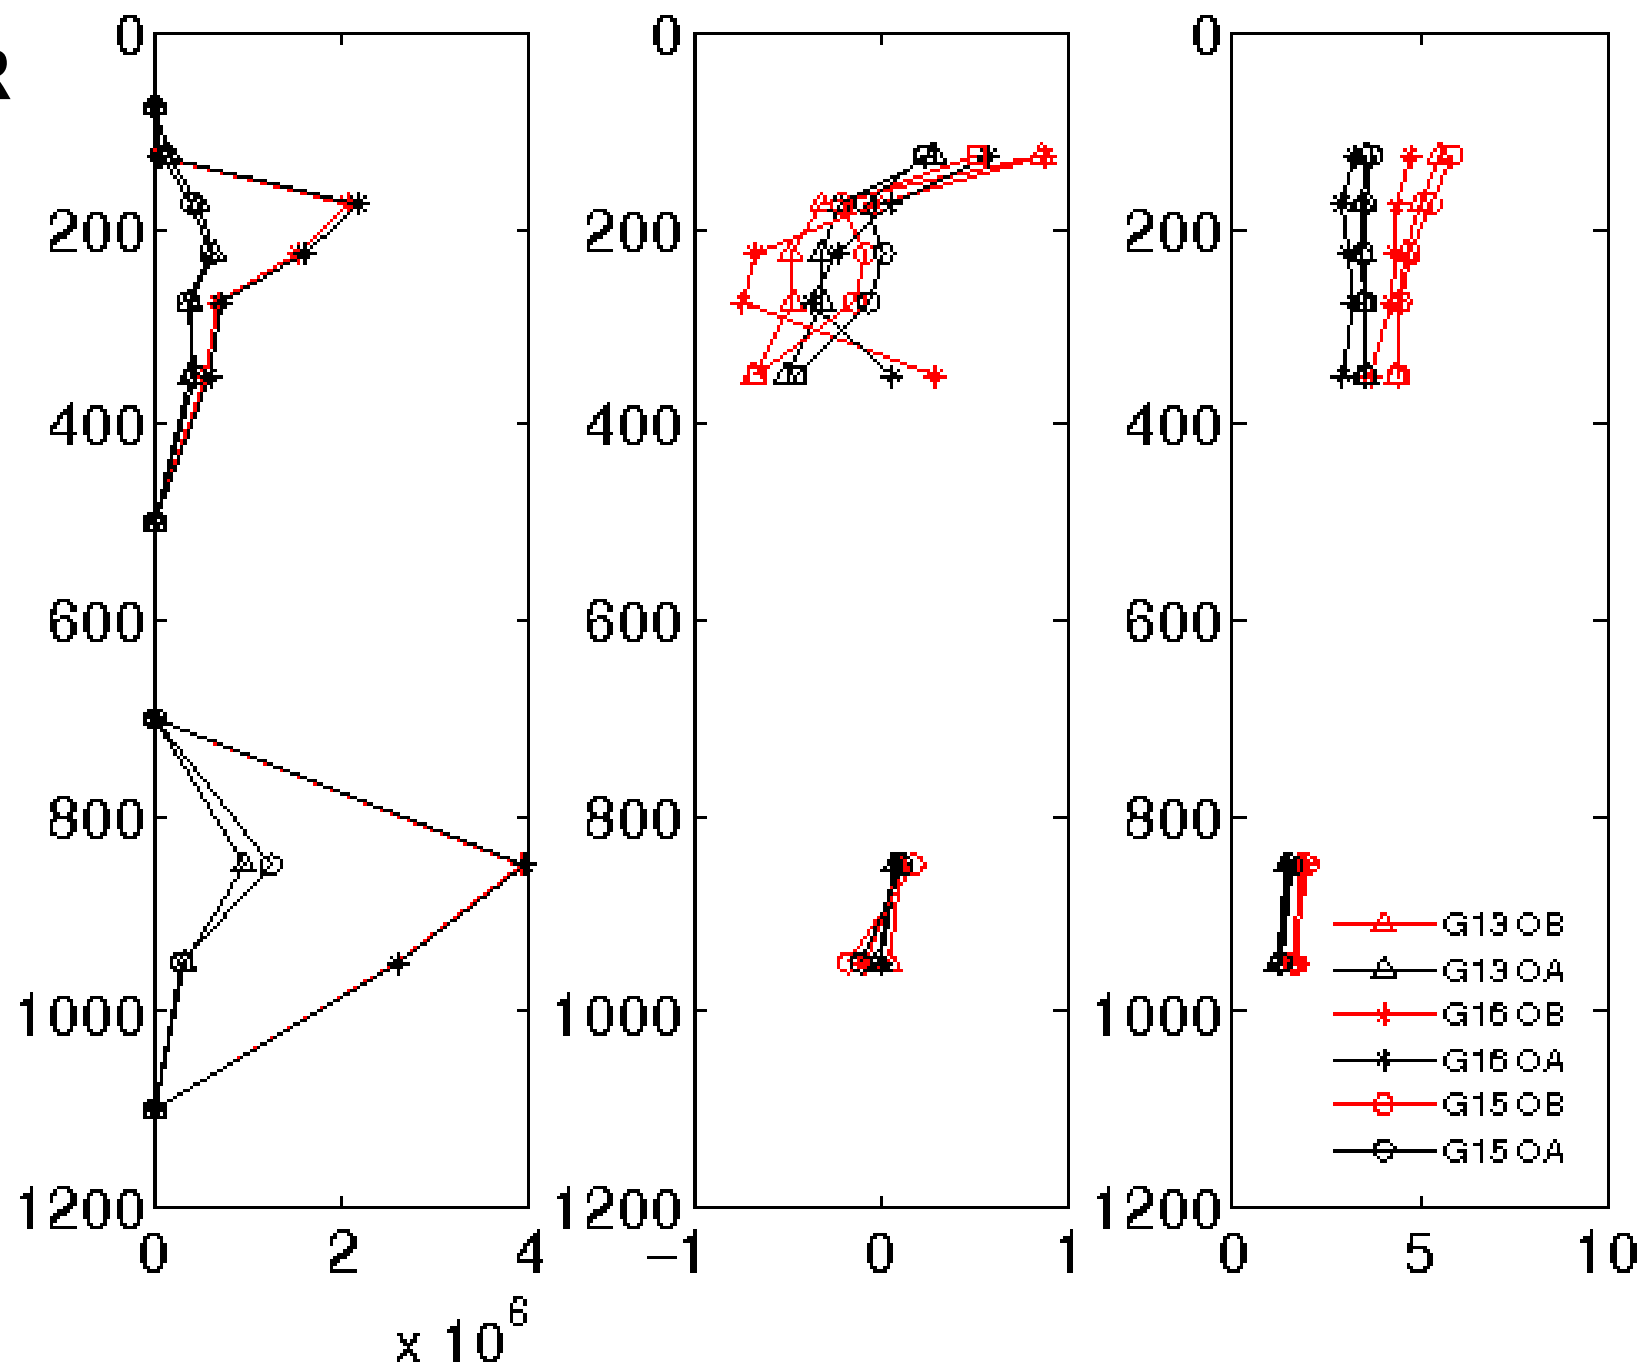 R
0 0 0
200 200 200
400 400 400
600 600 600
800 800 800
1000 1000 1000
1200 1200 1200
0 2 4 −1 0 1 0 5 10
x 10^6
G13 OB
G13 OA
G16 OB
G16 OA
G15 OB
G15 OA